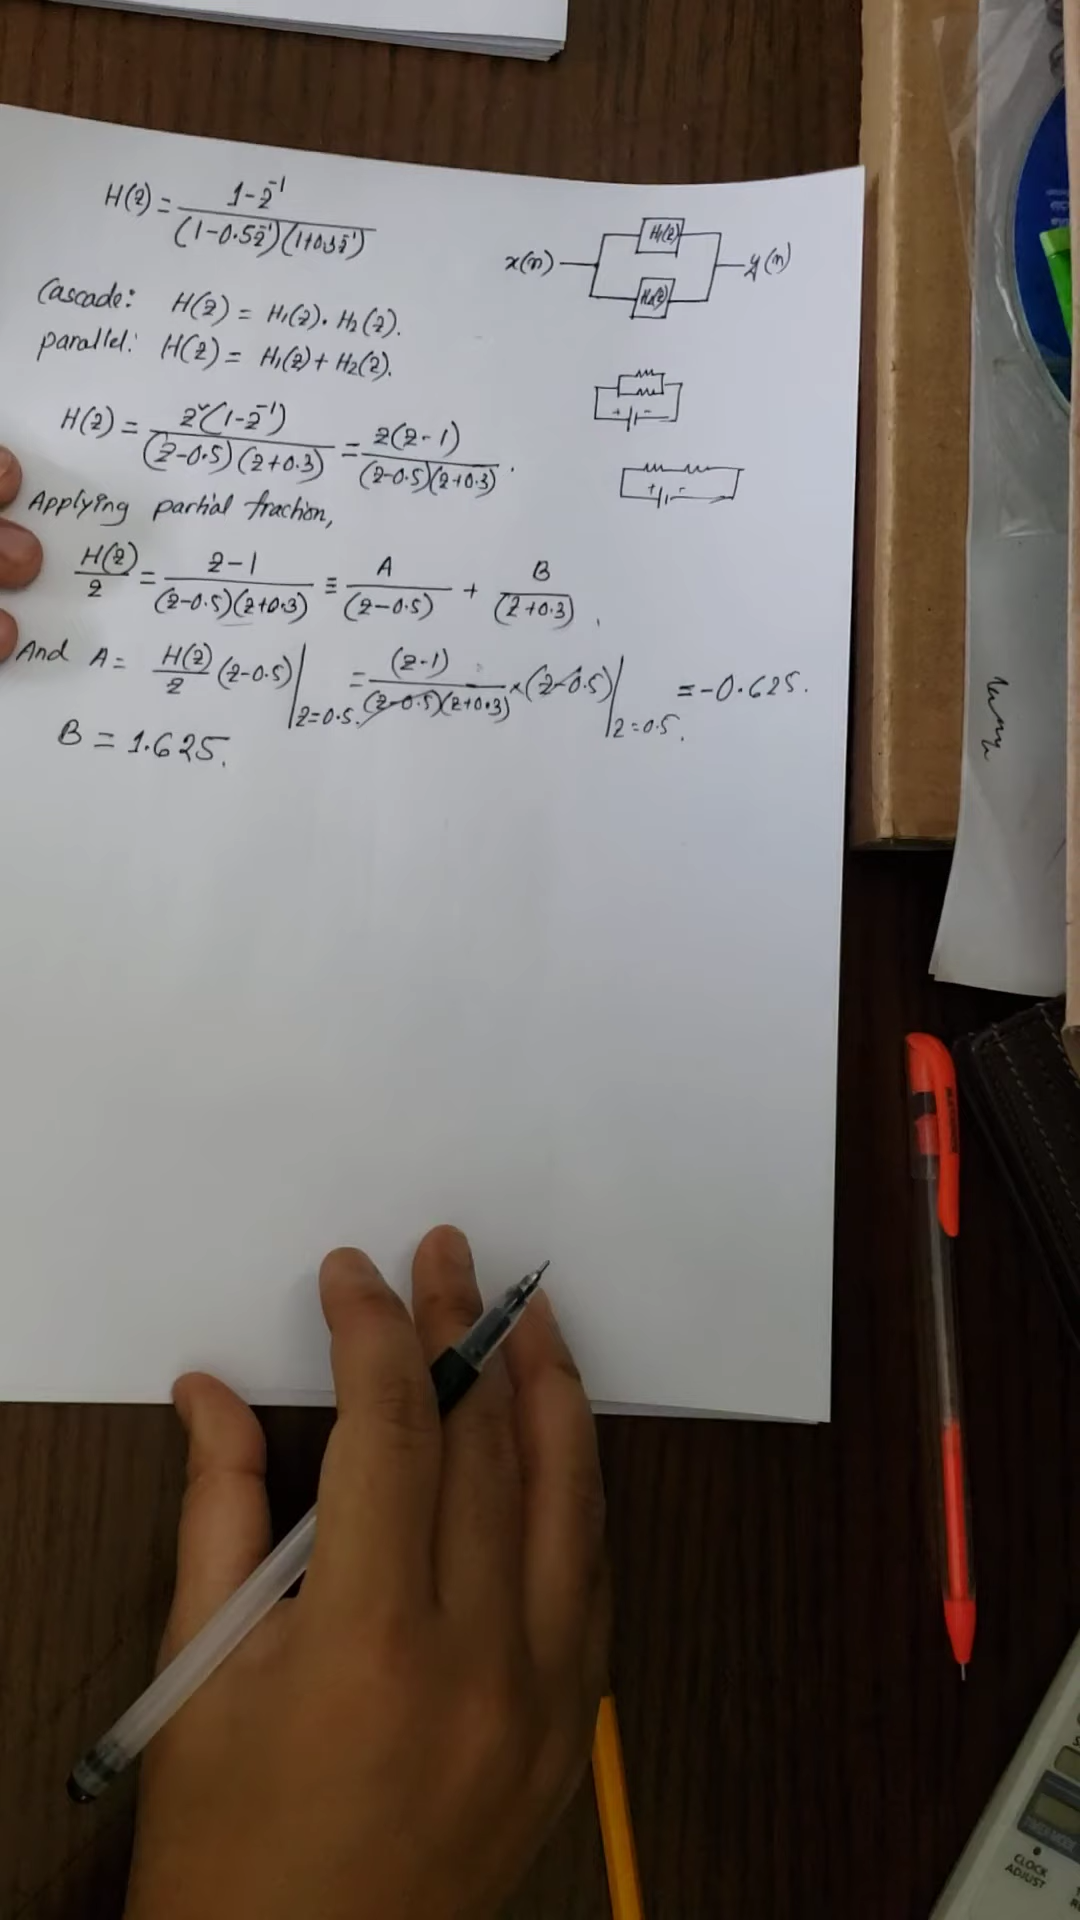 H(z) = 1-z⁻¹ / (1-0.5z⁻¹)(1+0.3z⁻¹)
x(n) H₁(z) H₂(z) y(n)
Cascade: H(z) = H₁(z). H₂(z).
parallel: H(z) = H₁(z) + H₂(z).
H(z) = z²(1-z⁻¹) / (z-0.5)(z+0.3) = z(z-1) / (z-0.5)(z+0.3) .
+ -
+ -
Applying partial fraction,
H(z)/z = z-1 / (z-0.5)(z+0.3) ≡ A / (z-0.5) + B / (z+0.3) .
And A = H(z)/z (z-0.5) | z=0.5. = (z-1) / (z-0.5)(z+0.3) × (z-0.5) | z=0.5. = -0.625.
B = 1.625.
CLOCK
ADJUST